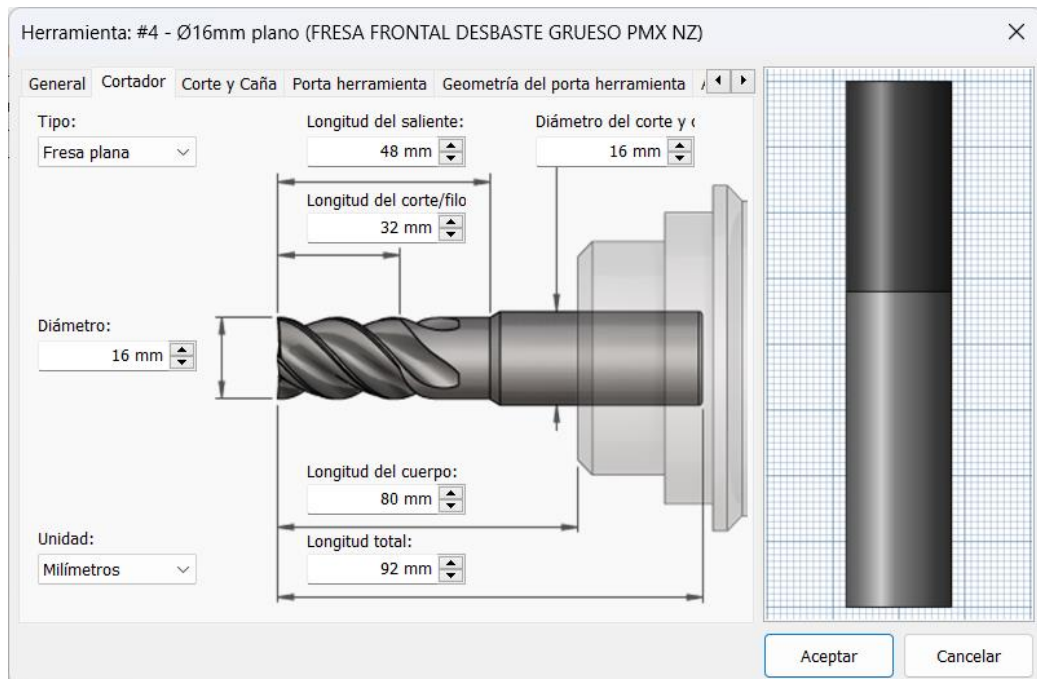 Herramienta: #4 - Ø16mm plano (FRESA FRONTAL DESBASTE GRUESO PMX NZ)
General Cortador Corte y Caña Porta herramienta Geometría del porta herramienta
Tipo:
Fresa plana
Longitud del saliente:
48 mm
Diámetro del corte y
16 mm
Longitud del corte/filo
32 mm
Diámetro:
16 mm
Longitud del cuerpo:
80 mm
Unidad:
Milímetros
Longitud total:
92 mm
Aceptar Cancelar